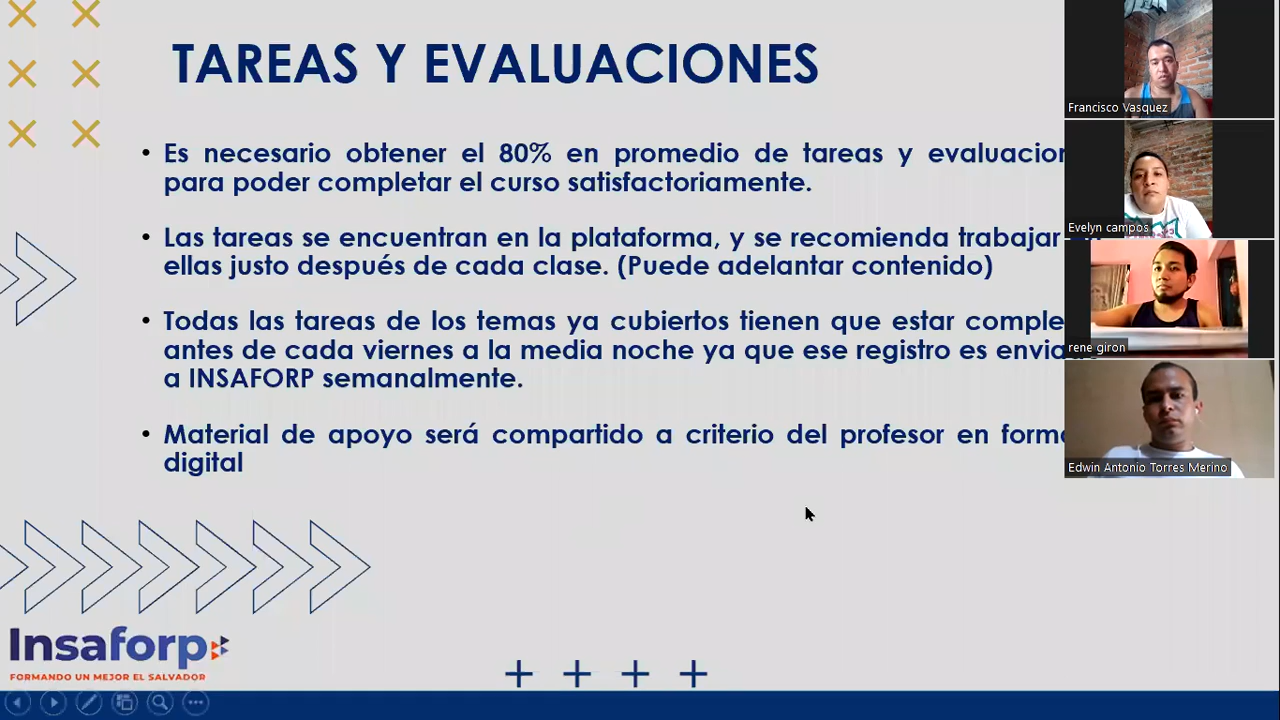 TAREAS Y EVALUACIONES
• Es necesario obtener el 80% en promedio de tareas y evaluacion
para poder completar el curso satisfactoriamente.
• Las tareas se encuentran en la plataforma, y se recomienda trabajar
ellas justo después de cada clase. (Puede adelantar contenido)
• Todas las tareas de los temas ya cubiertos tienen que estar comple
antes de cada viernes a la media noche ya que ese registro es envia
a INSAFORP semanalmente.
• Material de apoyo será compartido a criterio del profesor en forma
digital
Insaforp
FORMANDO UN MEJOR EL SALVADOR
Francisco Vasquez
Evelyn campos
rene giron
Edwin Antonio Torres Merino